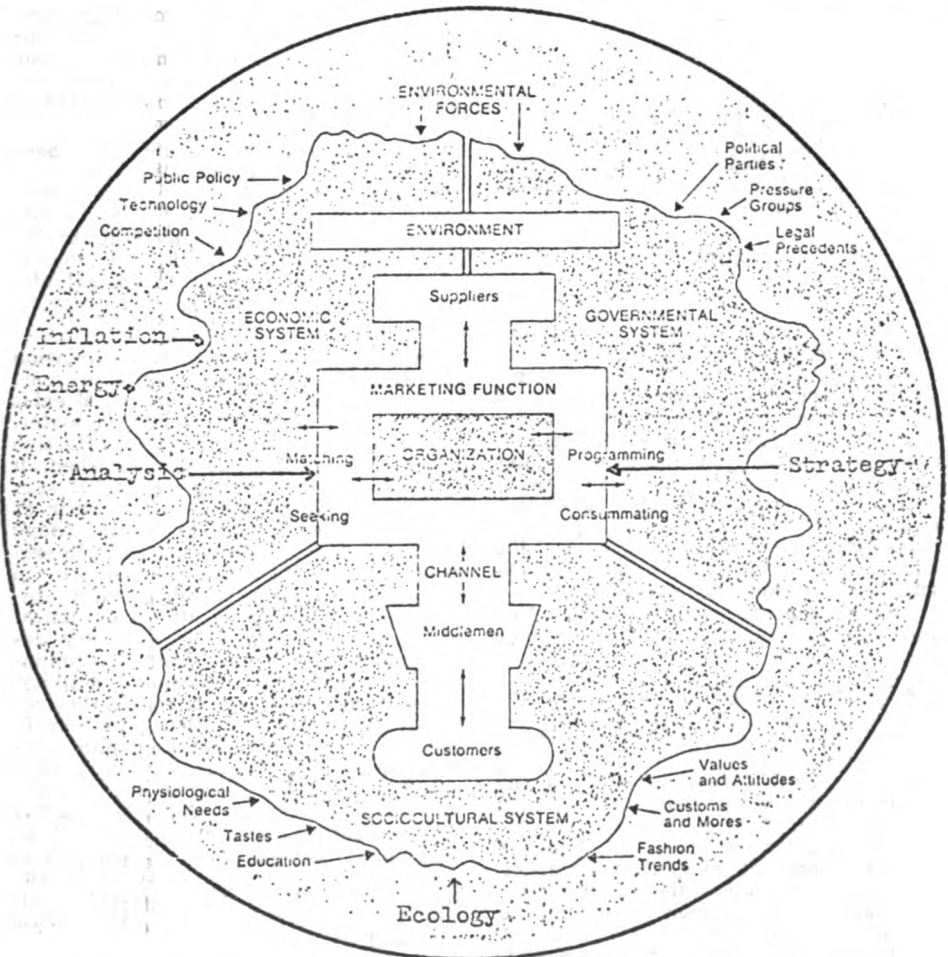 ENVIRONMENTAL
FORCES
Public Policy
Technology
Competition
Political
Parties
Pressure
Groups
Legal
Precedents
ENVIRONMENT
Suppliers
ECONOMIC
SYSTEM
GOVERNMENTAL
SYSTEM
Inflation
Energy
MARKETING FUNCTION
Matching
ORGANIZATION
Programming
Analysis
Strategy
Seeking
Consummating
CHANNEL
Middlemen
Customers
Values
and Attitudes
Physiological
Needs
Customs
and Mores
SOCIOCULTURAL SYSTEM
Tastes
Education
Fashion
Trends
Ecology